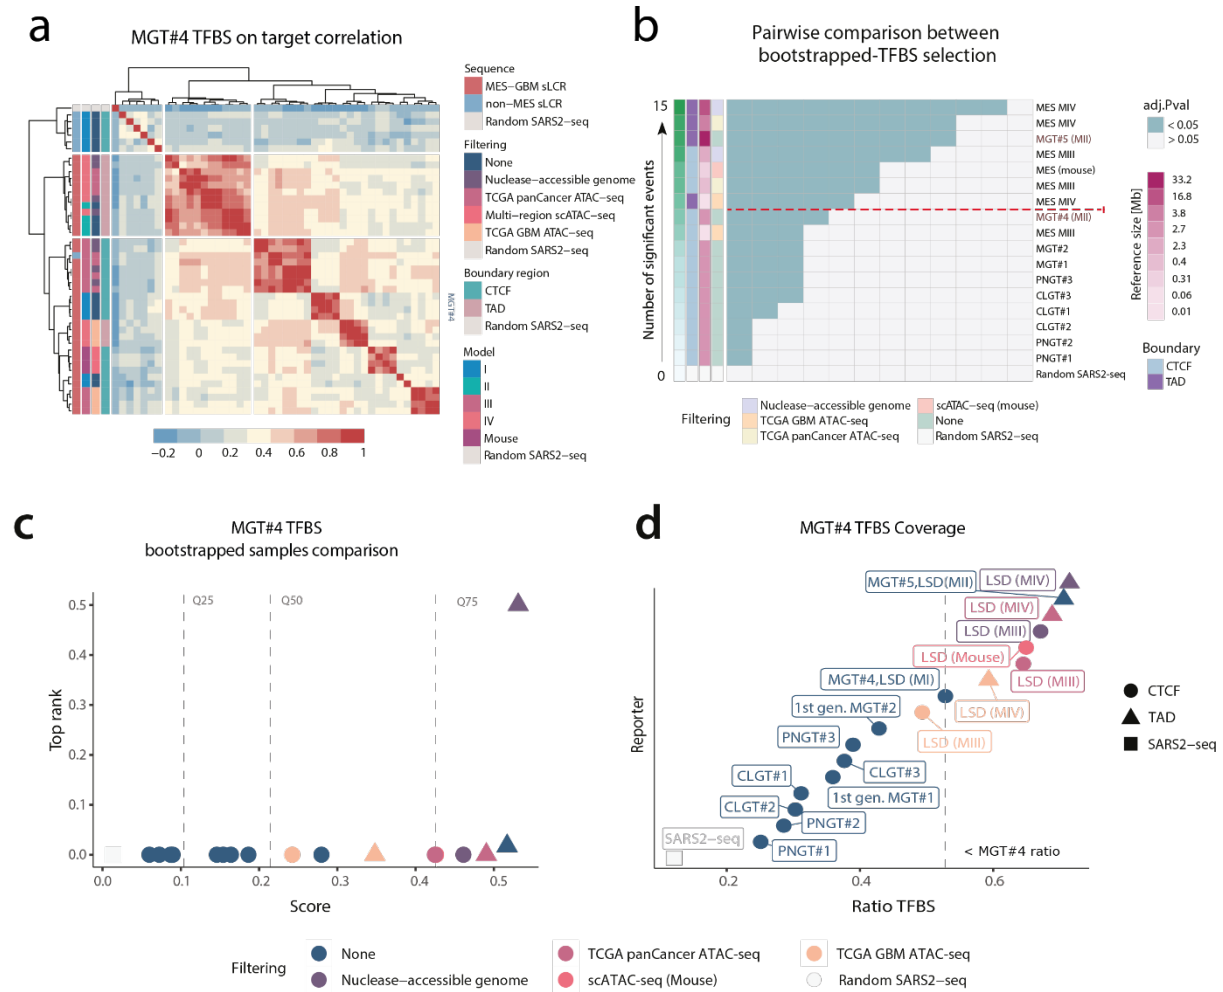 a
MGT#4 TFBS on target correlation
Sequence
MES-GBM sLCR
non-MES sLCR
Random SARS2-seq
Filtering
None
Nuclease-accessible genome
TCGA panCancer ATAC-seq
Multi-region scATAC-seq
TCGA GBM ATAC-seq
Random SARS2-seq
Boundary region
CTCF
TAD
Random SARS2-seq
MGT#4
Model
I
II
III
IV
Mouse
Random SARS2-seq
-0.2 0 0.2 0.4 0.6 0.8 1
b
Pairwise comparison between
bootstrapped-TFBS selection
15
0
Number of significant events
MES MIV
MES MIV
MGT#5 (MII)
MES MIII
MES (mouse)
MES MIII
MES MIV
MGT#4 (MII)
MES MIII
MGT#2
MGT#1
PNGT#3
CLGT#3
CLGT#1
CLGT#2
PNGT#2
PNGT#1
Random SARS2-seq
adj.Pval
< 0.05
> 0.05
Reference size [Mb]
33.2
16.8
3.8
2.7
2.3
0.4
0.31
0.06
0.01
Boundary
CTCF
TAD
Filtering
Nuclease-accessible genome
TCGA GBM ATAC-seq
TCGA panCancer ATAC-seq
scATAC-seq (mouse)
None
Random SARS2-seq
c
MGT#4 TFBS
bootstrapped samples comparison
Q25 Q50 Q75
0.5
0.4
0.3
0.2
0.1
0.0
Top rank
0.0 0.1 0.2 0.3 0.4 0.5
Score
d
MGT#4 TFBS Coverage
MGT#5,LSD(MII)
LSD (MIV)
LSD (MIV)
LSD (MIII)
LSD (Mouse)
LSD (MIII)
MGT#4,LSD (MI)
LSD (MIV)
1st gen. MGT#2
LSD (MIII)
PNGT#3
CLGT#3
CLGT#1
1st gen. MGT#1
CLGT#2
PNGT#2
SARS2-seq
PNGT#1
< MGT#4 ratio
Reporter
0.2 0.4 0.6
Ratio TFBS
CTCF
TAD
SARS2-seq
Filtering
None
Nuclease-accessible genome
TCGA panCancer ATAC-seq
scATAC-seq (Mouse)
TCGA GBM ATAC-seq
Random SARS2-seq